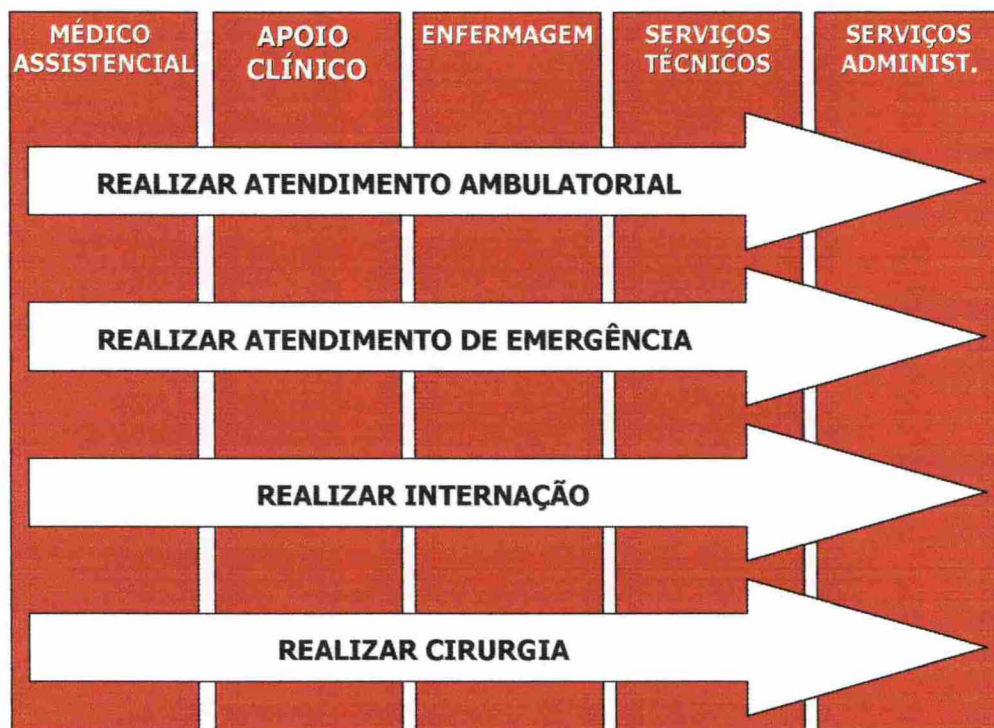 MÉDICO
ASSISTENCIAL
APOIO
CLÍNICO
ENFERMAGEM
SERVIÇOS
TÉCNICOS
SERVIÇOS
ADMINIST.
REALIZAR ATENDIMENTO AMBULATORIAL
REALIZAR ATENDIMENTO DE EMERGÊNCIA
REALIZAR INTERNAÇÃO
REALIZAR CIRURGIA